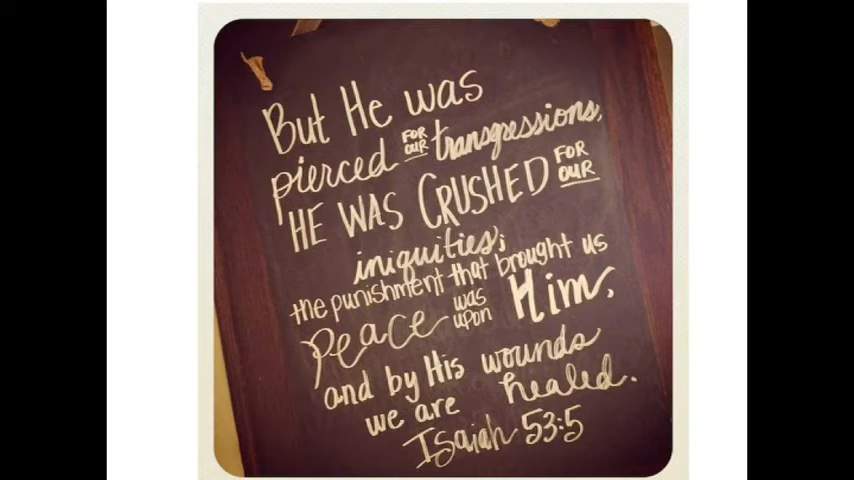 But He was
pierced FOR OUR transgressions,
HE WAS CRUSHED FOR OUR
iniquities;
the punishment that brought us
Peace was upon Him,
and by His wounds
we are healed.
Isaiah 53:5